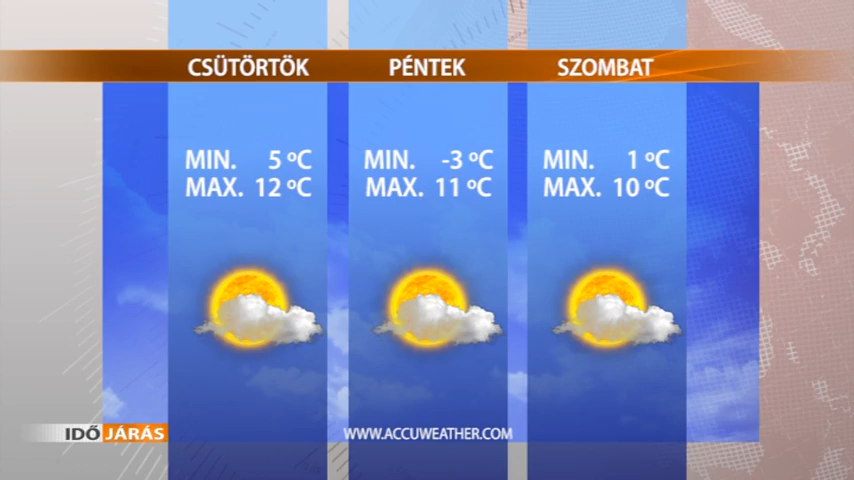 CSÜTÖRTÖK PÉNTEK SZOMBAT
MIN. 5 ºC MIN. -3 ºC MIN. 1 ºC
MAX. 12 ºC MAX. 11 ºC MAX. 10 ºC
IDŐJÁRÁS WWW.ACCUWEATHER.COM